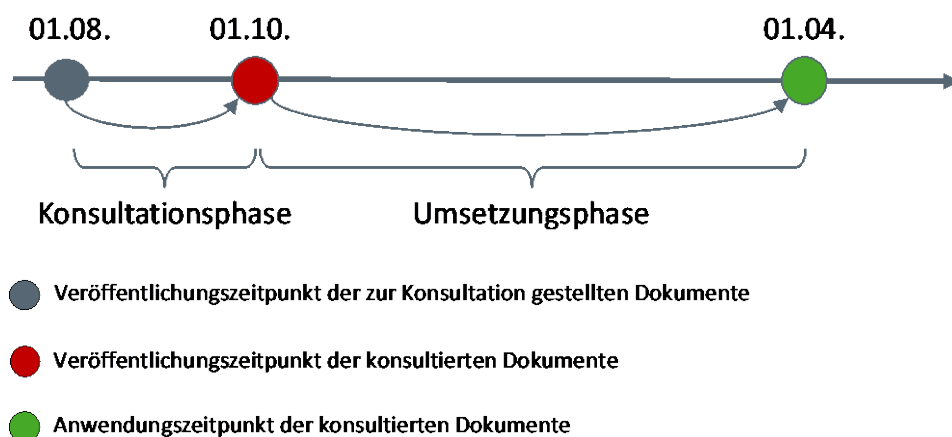 01.08. 01.10. 01.04.
Konsultationsphase Umsetzungsphase
Veröffentlichungszeitpunkt der zur Konsultation gestellten Dokumente
Veröffentlichungszeitpunkt der konsultierten Dokumente
Anwendungszeitpunkt der konsultierten Dokumente